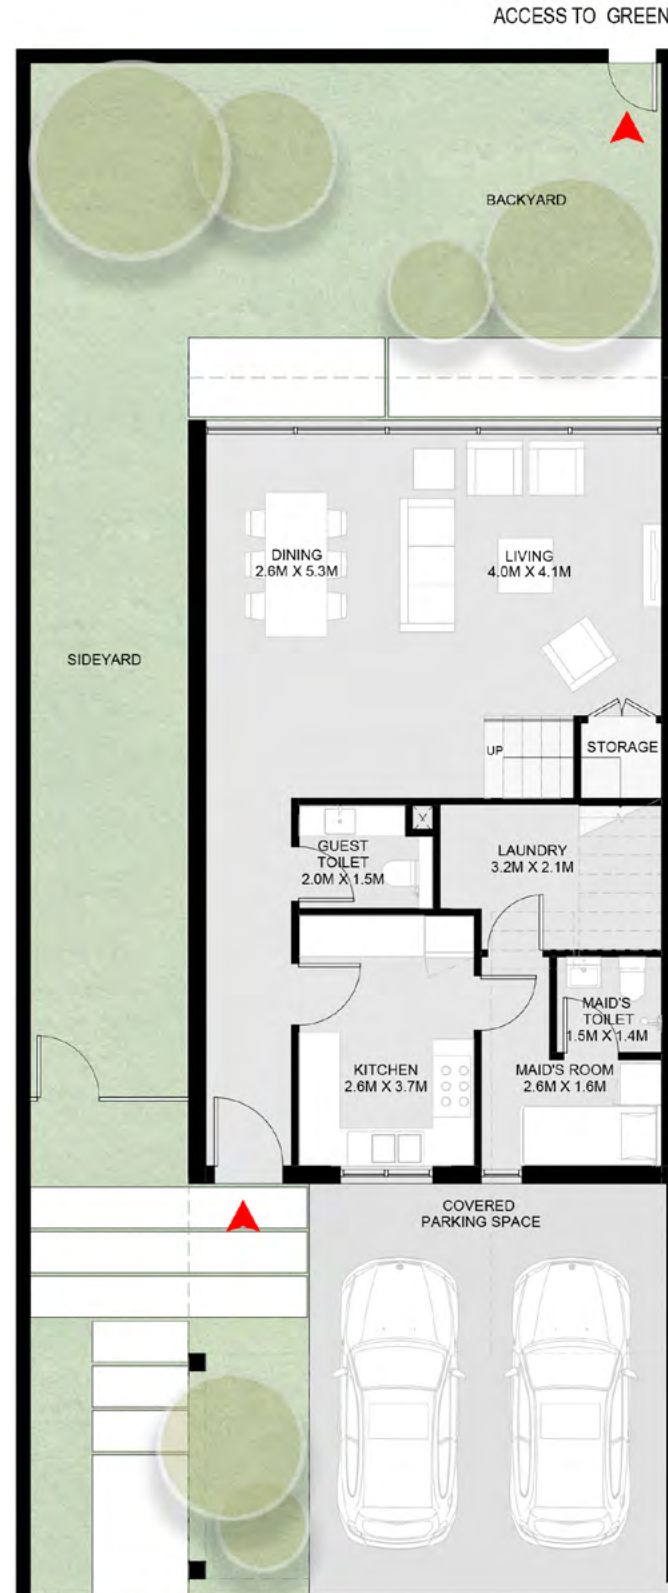 ACCESS TO GREEN
BACKYARD
DINING
2.6M X 5.3M
LIVING
4.0M X 4.1M
SIDEYARD
UP
STORAGE
GUEST
TOILET
2.0M X 1.5M
LAUNDRY
3.2M X 2.1M
MAID'S
TOILET
1.5M X 1.4M
KITCHEN
2.6M X 3.7M
MAID'S ROOM
2.6M X 1.6M
COVERED
PARKING SPACE